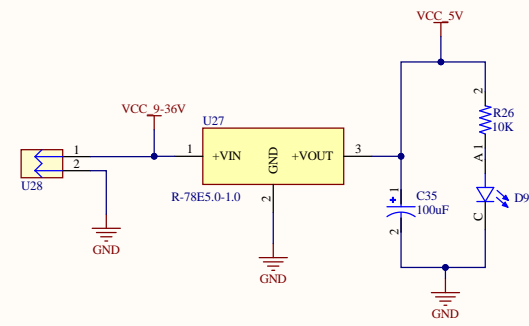 VCC_5V
VCC_9-36V
U27
1
+VIN
GND
+VOUT
3
2
R-78E5.0-1.0
GND
1
2
U28
GND
2
R26
10K
A 1
D9
C
1
+
C35
100uF
2
GND